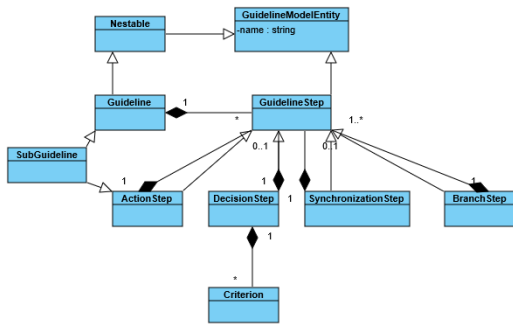 Nestable
GuidelineModelEntity
-name : string
Guideline
1
*
GuidelineStep
1..*
SubGuideline
0..1
0..1
1
1
1
1
ActionStep
DecisionStep
SynchronizationStep
BranchStep
1
*
Criterion